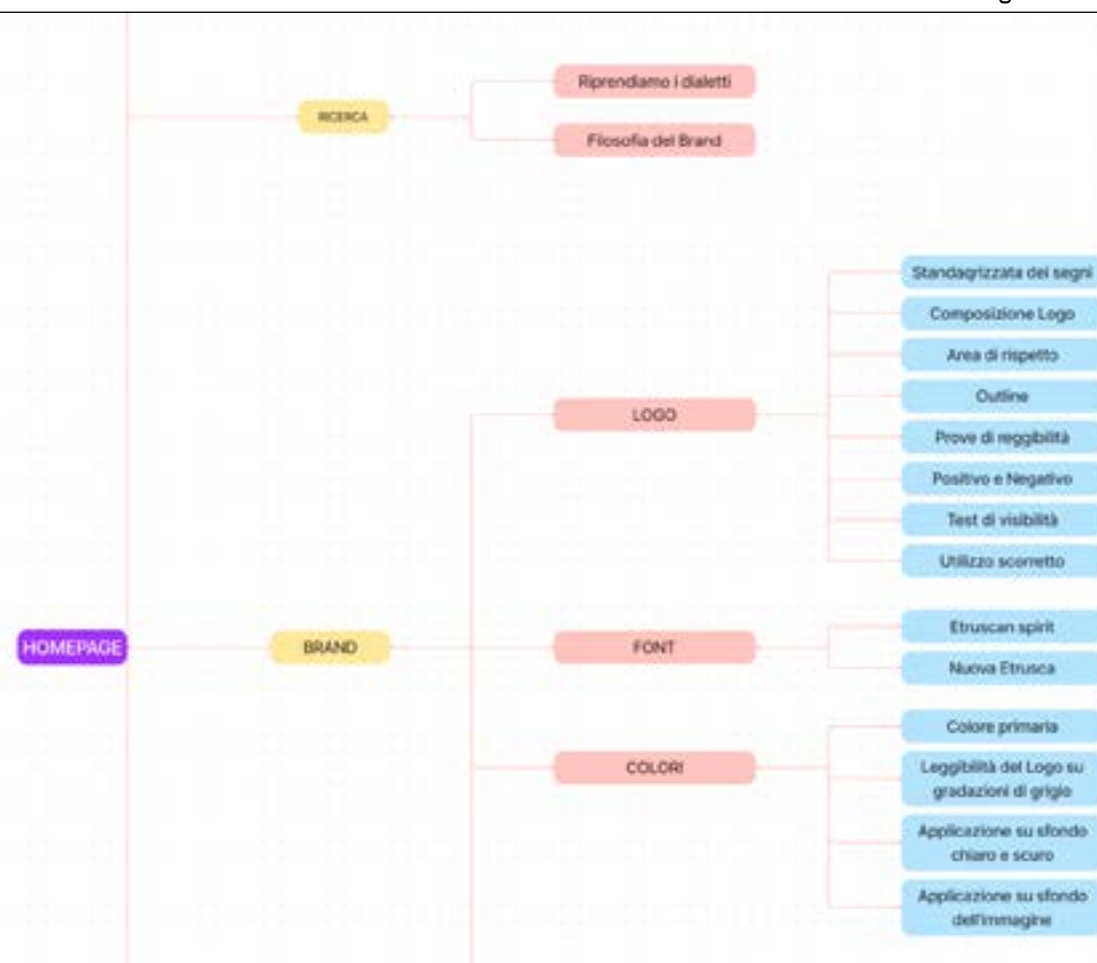 RICERCA
Riprendiamo i dialetti
Filosofia del Brand
Standagrizzata dei segni
Composizione Logo
Area di rispetto
LOGO
Outline
Prove di reggibilità
Positivo e Negativo
Test di visibilità
Utilizzo scorretto
HOMEPAGE
BRAND
FONT
Etruscan spirit
Nuova Etrusca
COLORI
Colore primaria
Leggibilità del Logo su
gradazioni di grigio
Applicazione su sfondo
chiaro e scuro
Applicazione su sfondo
dell'immagine